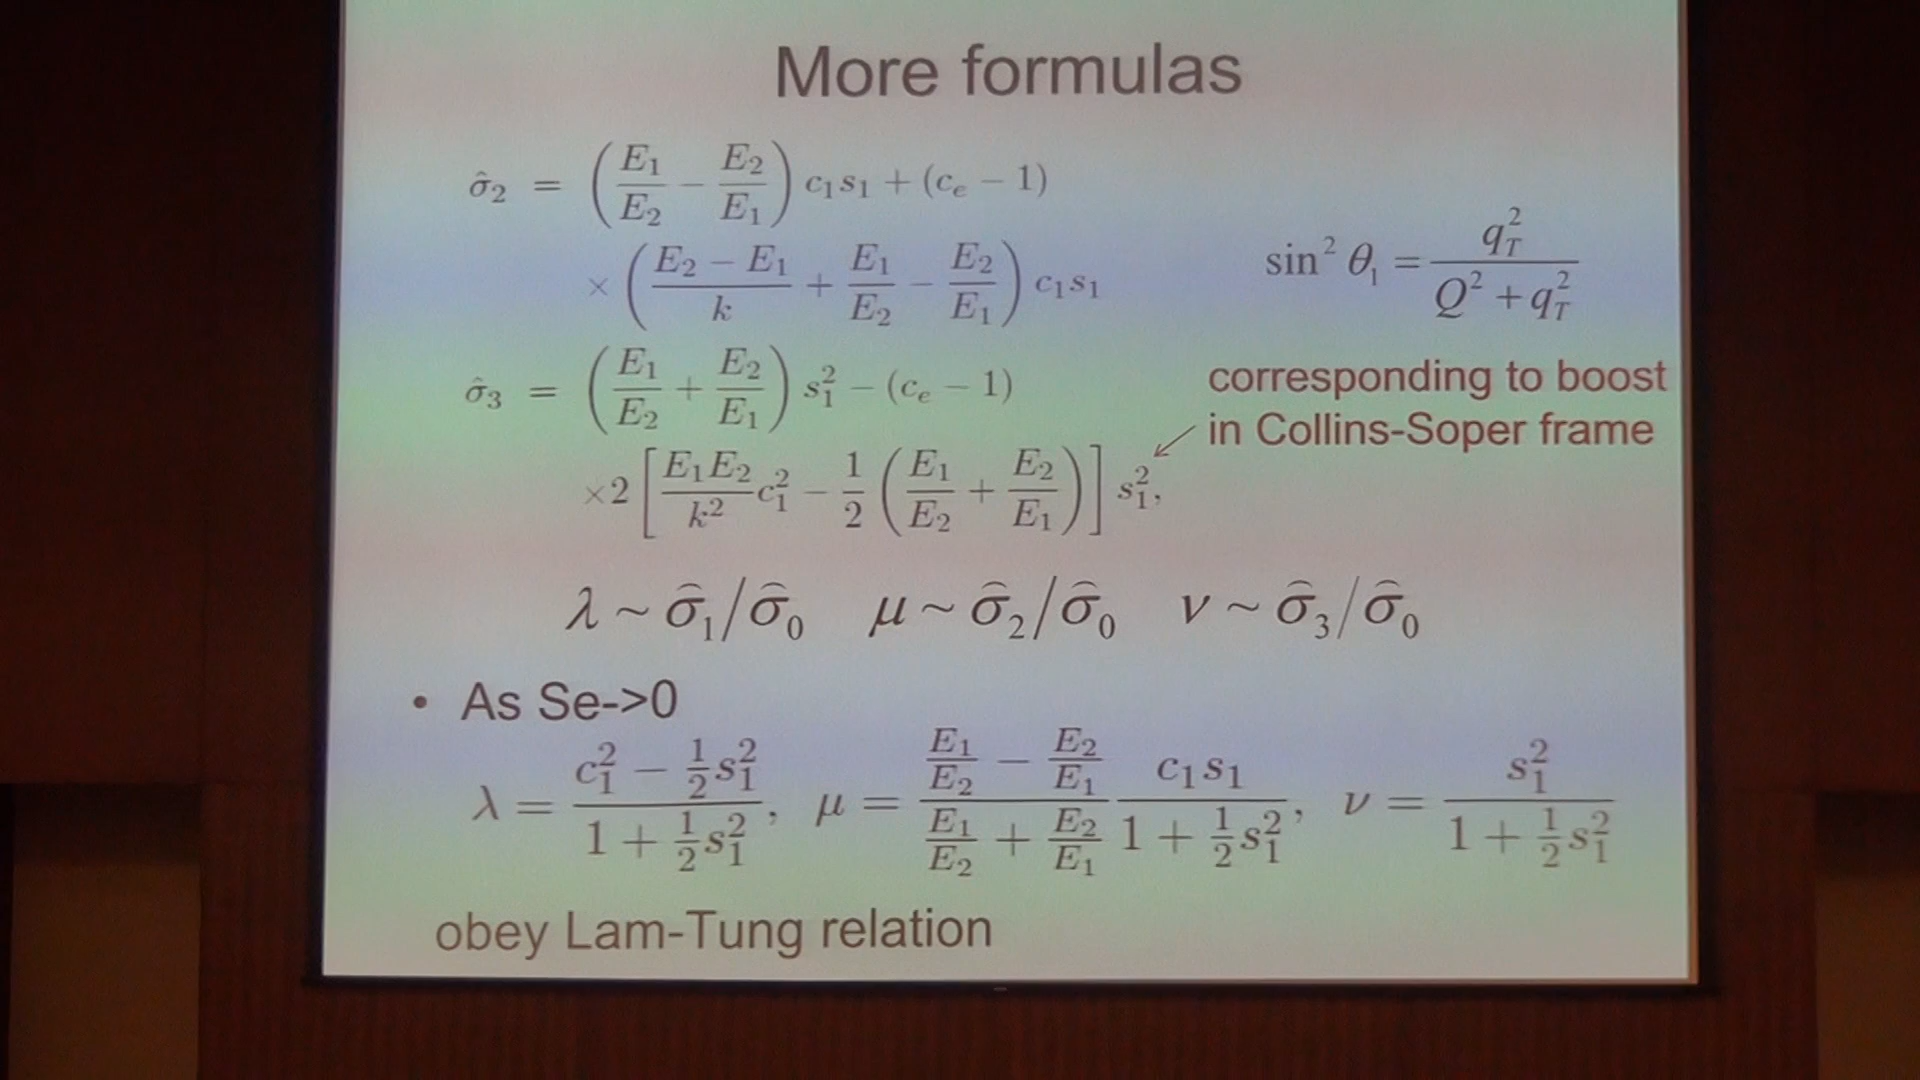 More formulas
σ̂₂ = (E₁/E₂ − E₂/E₁) c₁s₁ + (cₑ − 1)
× ((E₂ − E₁)/k + E₁/E₂ − E₂/E₁) c₁s₁
sin² θ₁ = q_T²/(Q² + q_T²)
σ̂₃ = (E₁/E₂ + E₂/E₁) s₁² − (cₑ − 1)
×2 [E₁E₂/k² c₁² − 1/2 (E₁/E₂ + E₂/E₁)] s₁²,
corresponding to boost
in Collins-Soper frame
λ ~ σ̂₁/σ̂₀ μ ~ σ̂₂/σ̂₀ ν ~ σ̂₃/σ̂₀
• As Se->0
λ = (c₁² − ½s₁²)/(1 + ½s₁²), μ = (E₁/E₂ − E₂/E₁)/(E₁/E₂ + E₂/E₁) c₁s₁/(1 + ½s₁²), ν = s₁²/(1 + ½s₁²)
obey Lam-Tung relation